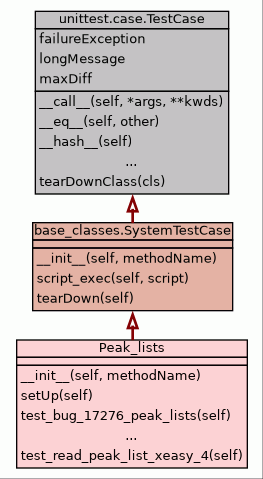 unittest.case.TestCase
failureException
longMessage
maxDiff
__call__(self, *args, **kwds)
__eq__(self, other)
__hash__(self)
...
tearDownClass(cls)
base_classes.SystemTestCase
__init__(self, methodName)
script_exec(self, script)
tearDown(self)
Peak_lists
__init__(self, methodName)
setUp(self)
test_bug_17276_peak_lists(self)
...
test_read_peak_list_xeasy_4(self)